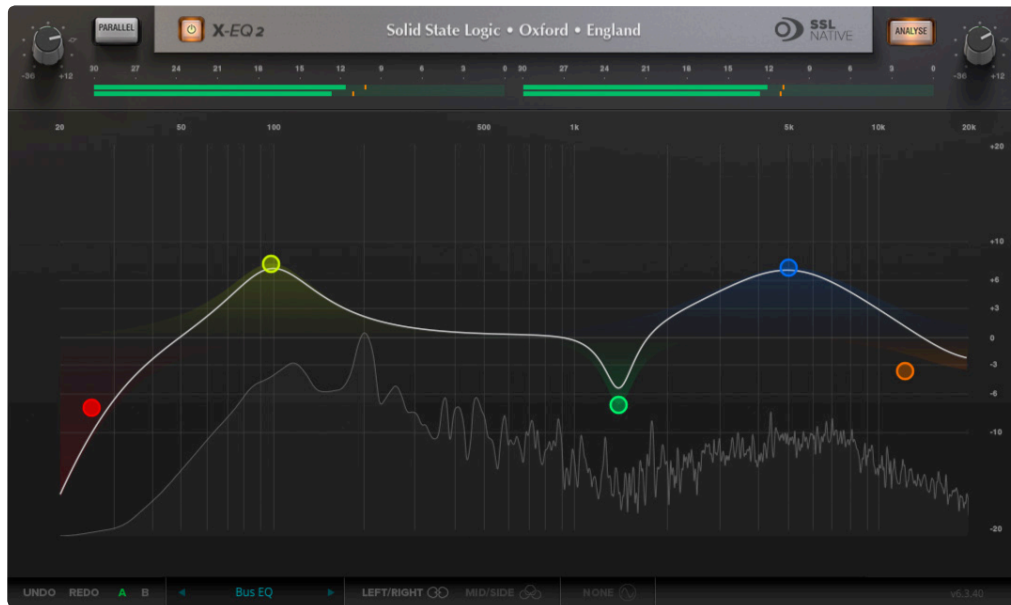 PARALLEL X-EQ2 Solid State Logic • Oxford • England SSL NATIVE ANALYSE
-30 +12 30 27 24 21 18 15 12 9 6 3 0 30 27 24 21 18 15 12 9 6 3 0 -30 +12
20 50 100 500 1k 5k 10k 20k
+20
+10
+6
+3
0
-3
-6
-10
-20
UNDO REDO A B Bus EQ LEFT/RIGHT MID/SIDE NONE v6.3.40